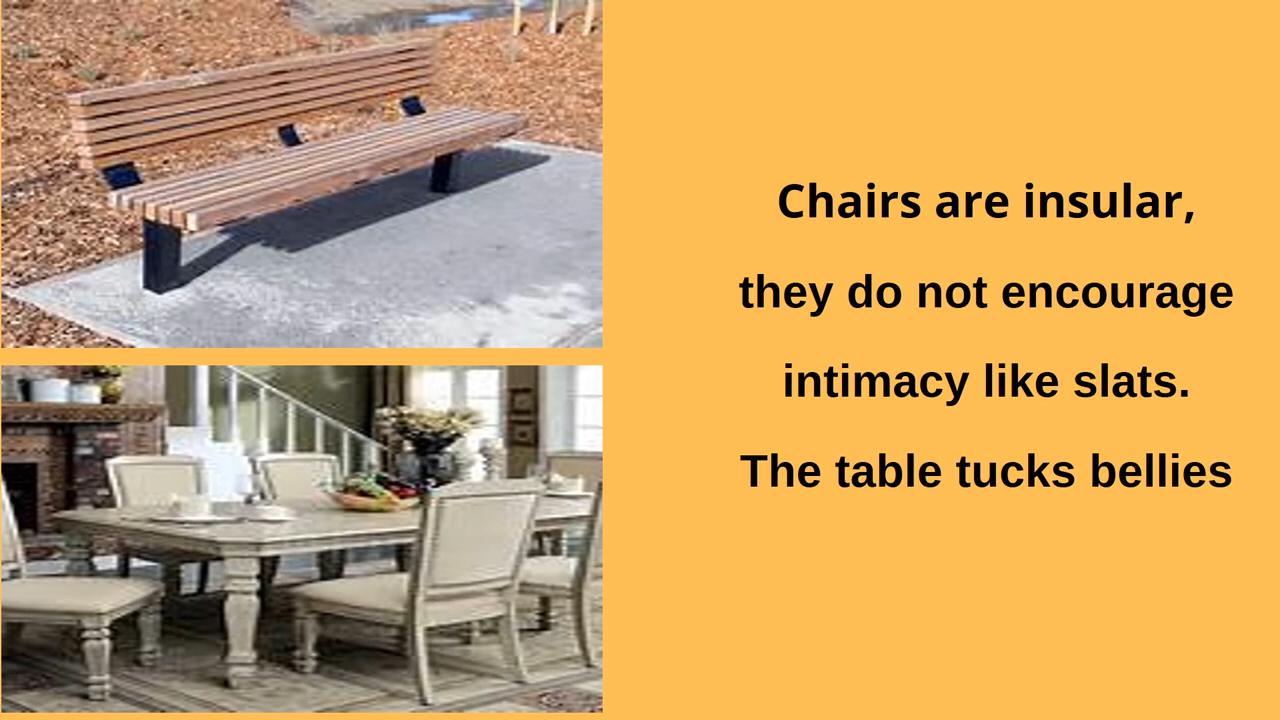 Chairs are insular,
they do not encourage
intimacy like slats.
The table tucks bellies